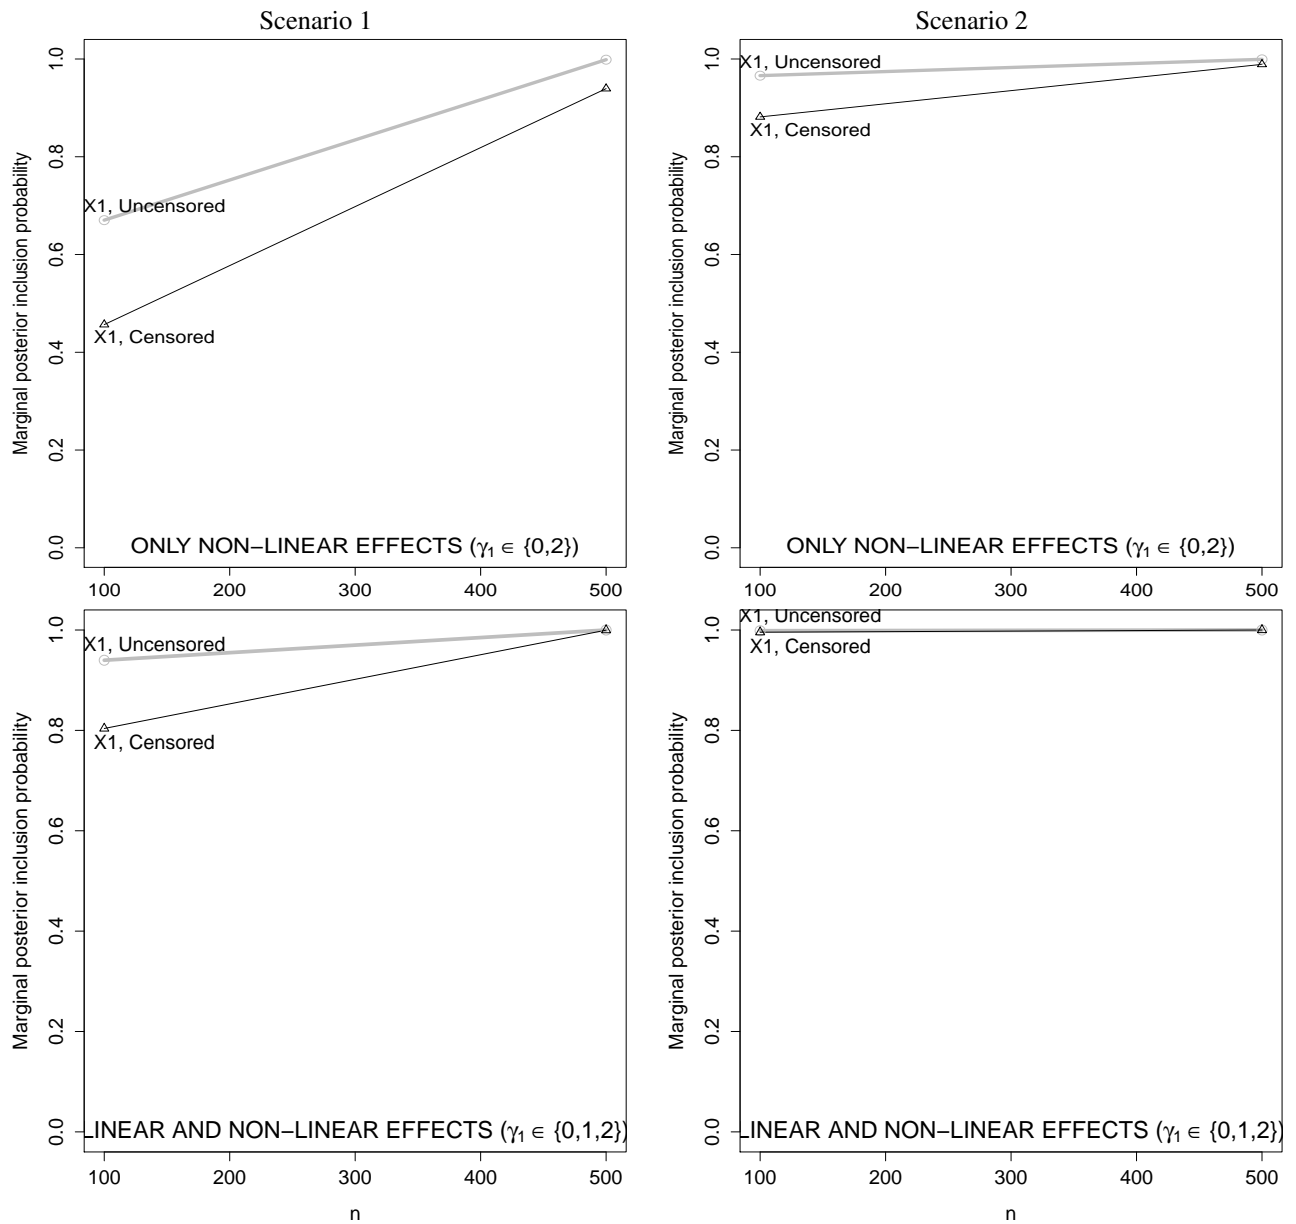 Scenario 1
Marginal posterior inclusion probability
1.0
0.8
0.6
0.4
0.2
0.0
X1, Uncensored
X1, Censored
ONLY NON−LINEAR EFFECTS (γ1 ∈ {0,2})
100 200 300 400 500
Scenario 2
Marginal posterior inclusion probability
1.0
0.8
0.6
0.4
0.2
0.0
X1, Uncensored
X1, Censored
ONLY NON−LINEAR EFFECTS (γ1 ∈ {0,2})
100 200 300 400 500
Marginal posterior inclusion probability
1.0
0.8
0.6
0.4
0.2
0.0
X1, Uncensored
X1, Censored
LINEAR AND NON−LINEAR EFFECTS (γ1 ∈ {0,1,2})
100 200 300 400 500
n
Marginal posterior inclusion probability
1.0
0.8
0.6
0.4
0.2
0.0
X1, Uncensored
X1, Censored
LINEAR AND NON−LINEAR EFFECTS (γ1 ∈ {0,1,2})
100 200 300 400 500
n